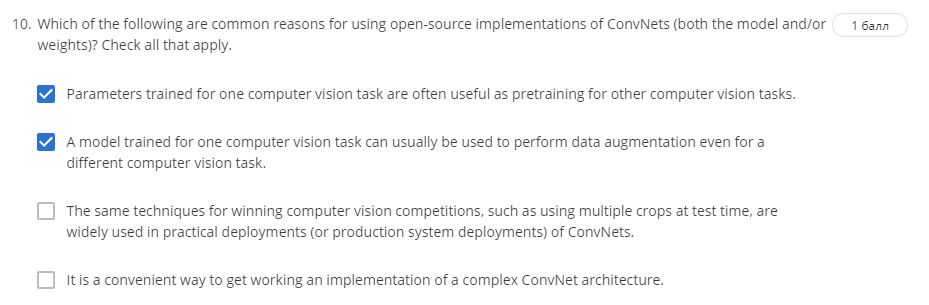 10. Which of the following are common reasons for using open-source implementations of ConvNets (both the model and/or
1 балл
weights)? Check all that apply.
Parameters trained for one computer vision task are often useful as pretraining for other computer vision tasks.
A model trained for one computer vision task can usually be used to perform data augmentation even for a
different computer vision task.
The same techniques for winning computer vision competitions, such as using multiple crops at test time, are
widely used in practical deployments (or production system deployments) of ConvNets.
It is a convenient way to get working an implementation of a complex ConvNet architecture.